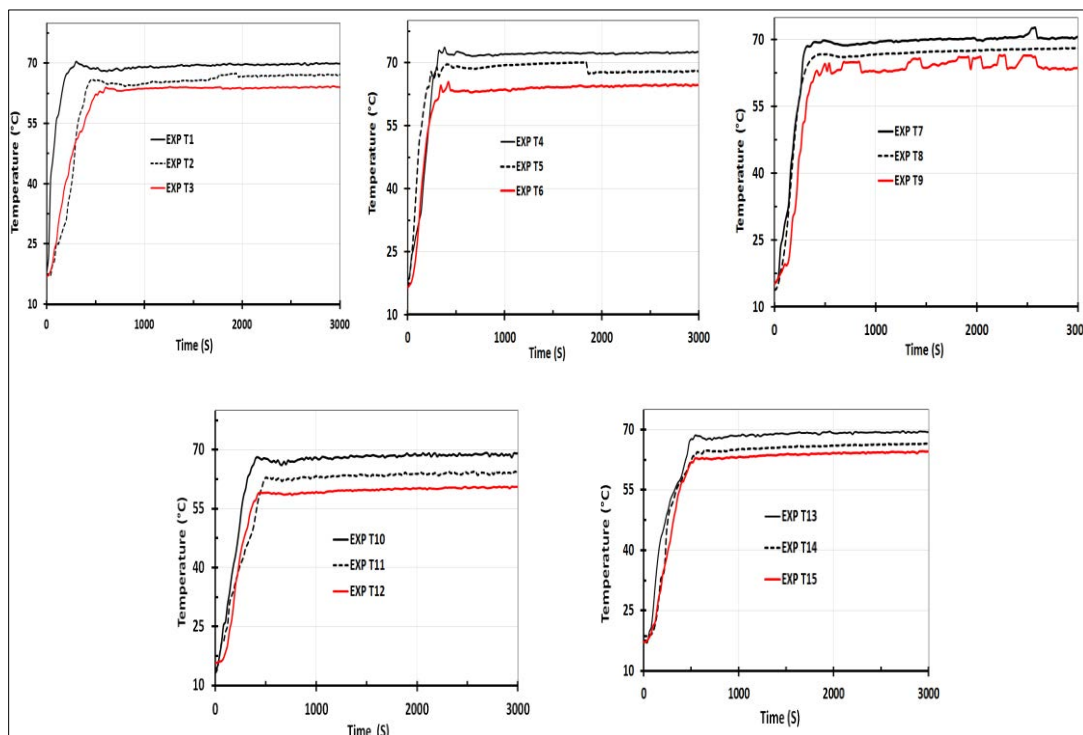 Temperature (°C)
70
55
40
25
10
EXP T1
EXP T2
EXP T3
0
1000
2000
3000
Time (S)
Temperature (°C)
70
55
40
25
10
EXP T4
EXP T5
EXP T6
0
1000
2000
3000
Time (S)
Temperature (°C)
70
55
40
25
10
EXP T7
EXP T8
EXP T9
0
1000
2000
3000
Time (S)
Temperature (°C)
70
55
40
25
10
EXP T10
EXP T11
EXP T12
0
1000
2000
3000
Time (S)
Temperature (°C)
70
55
40
25
10
EXP T13
EXP T14
EXP T15
0
1000
2000
3000
Time (S)